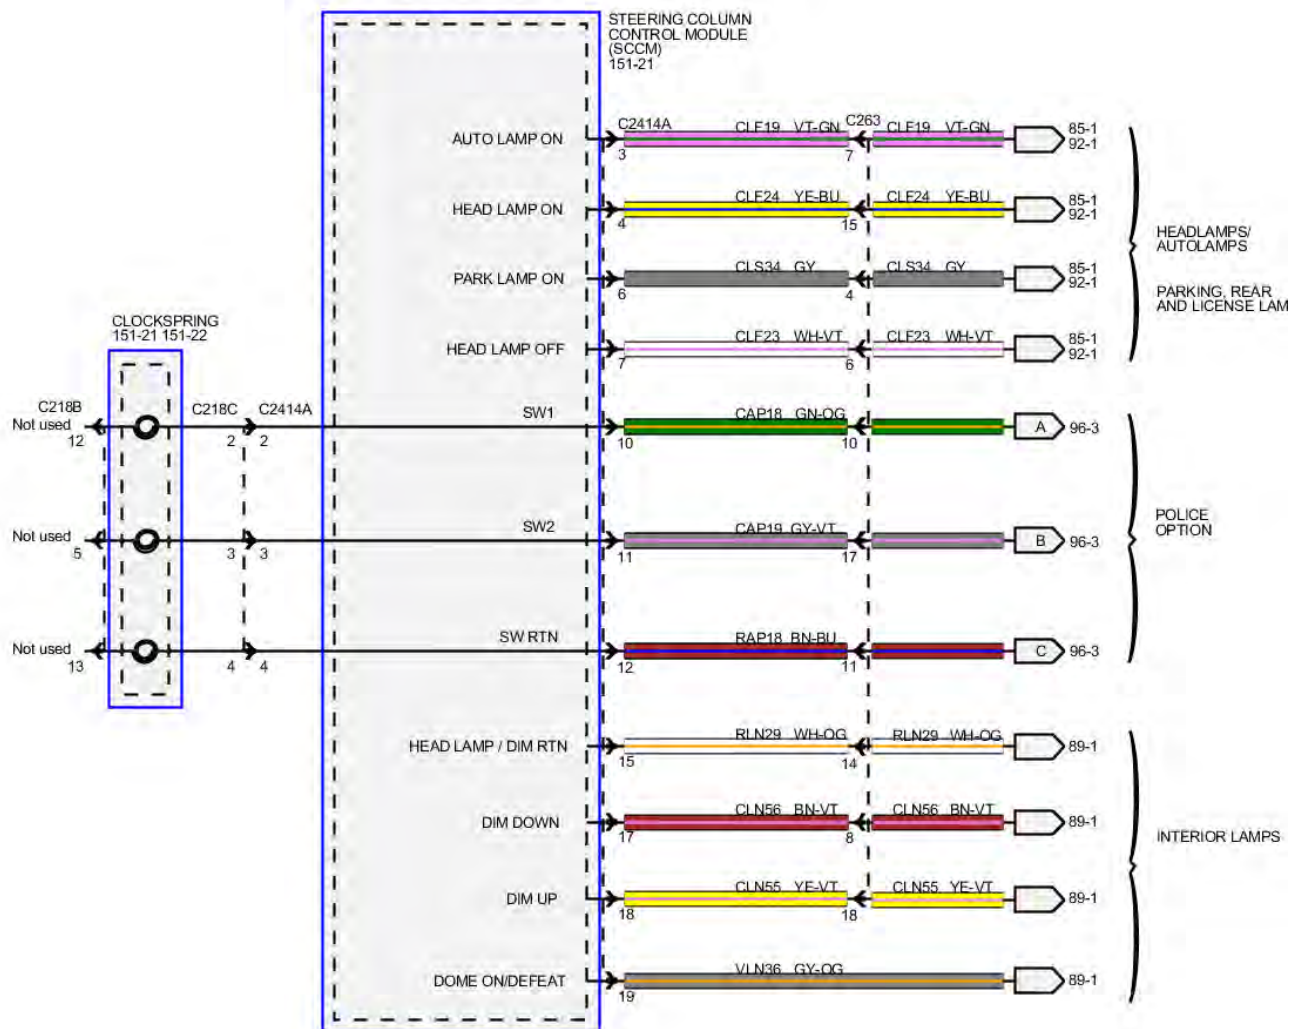 STEERING COLUMN
CONTROL MODULE
(SCCM)
151-21
AUTO LAMP ON
C2414A
3
CLF19 VT-GN
C263
7
CLF19 VT-GN
85-1
92-1
HEAD LAMP ON
4
CLF24 YE-BU
15
CLF24 YE-BU
85-1
92-1
HEADLAMPS/
AUTOLAMPS
PARK LAMP ON
6
CLS34 GY
4
CLS34 GY
85-1
92-1
PARKING, REAR
AND LICENSE LAM
CLOCKSPRING
151-21 151-22
HEAD LAMP OFF
7
CLF23 WH-VT
6
CLF23 WH-VT
85-1
92-1
C218B
Not used
12
C218C
2
C2414A
2
SW1
10
CAP18 GN-OG
10
A
96-3
Not used
5
3
3
SW2
11
CAP19 GY-VT
17
B
96-3
POLICE
OPTION
Not used
13
4
4
SW RTN
12
RAP18 BN-BU
11
C
96-3
HEAD LAMP / DIM RTN
15
RLN29 WH-OG
14
RLN29 WH-OG
89-1
DIM DOWN
17
CLN56 BN-VT
8
CLN56 BN-VT
89-1
INTERIOR LAMPS
DIM UP
18
CLN55 YE-VT
18
CLN55 YE-VT
89-1
DOME ON/DEFEAT
19
VLN36 GY-OG
89-1